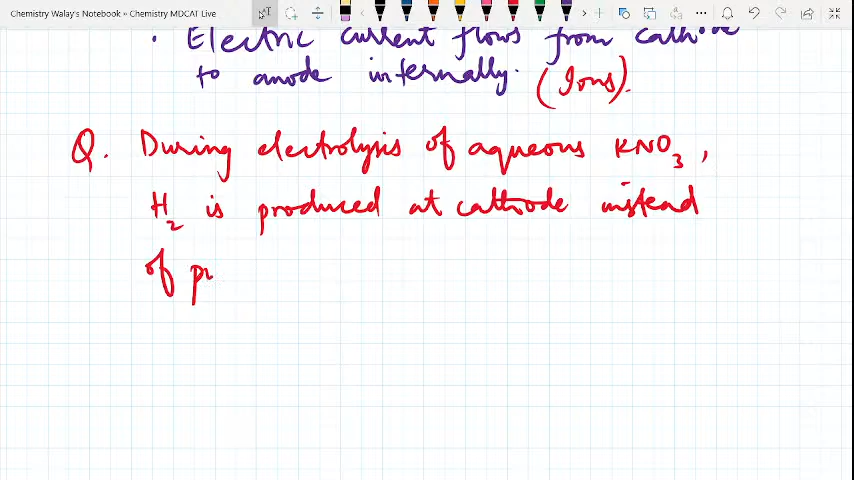 Chemistry Walay's Notebook » Chemistry MDCAT Live
• Electric current flows from cathode
to anode internally. (Ions).
Q. During electrolysis of aqueous KNO₃,
H₂ is produced at cathode instead
of pr